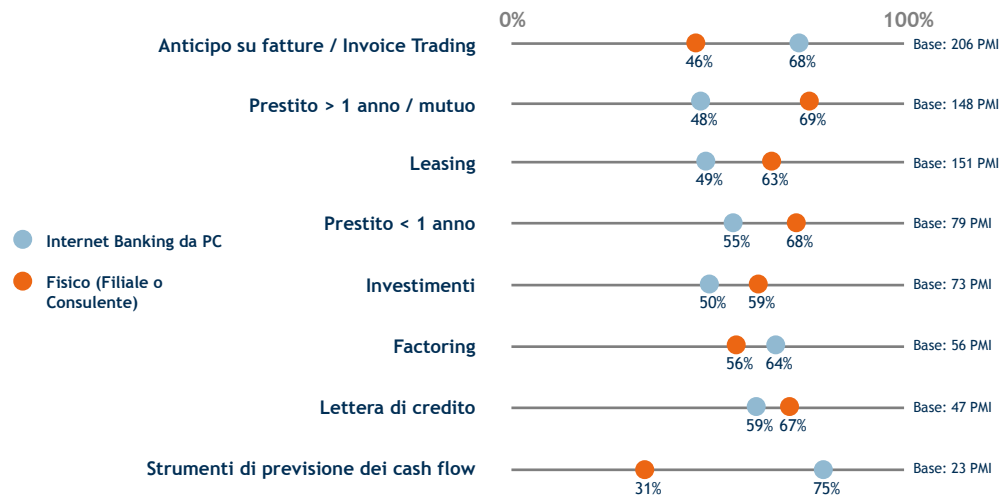 0% 100%
Anticipo su fatture / Invoice Trading Base: 206 PMI
46% 68%
Prestito > 1 anno / mutuo Base: 148 PMI
48% 69%
Leasing Base: 151 PMI
49% 63%
Prestito < 1 anno Base: 79 PMI
55% 68%
Internet Banking da PC
Fisico (Filiale o
Consulente)
Investimenti Base: 73 PMI
50% 59%
Factoring Base: 56 PMI
56% 64%
Lettera di credito Base: 47 PMI
59% 67%
Strumenti di previsione dei cash flow Base: 23 PMI
31% 75%